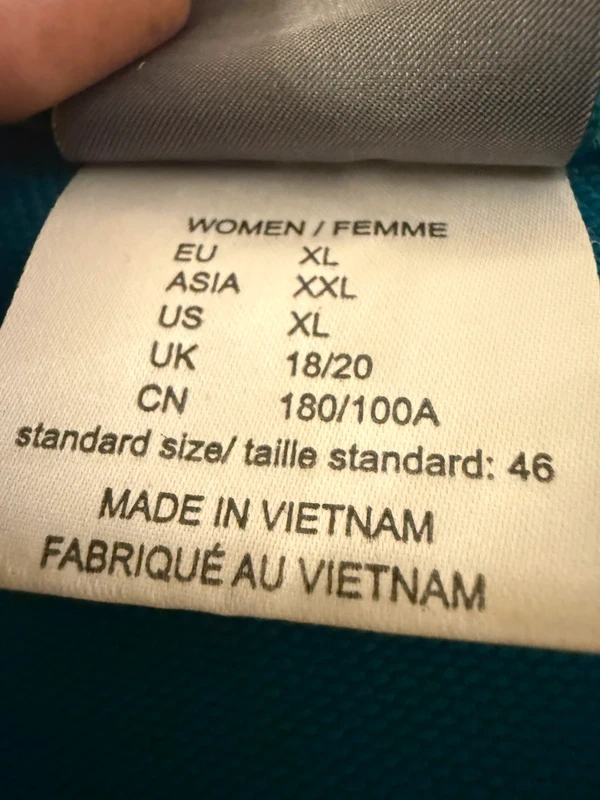 WOMEN / FEMME
EU XL
ASIA XXL
US XL
UK 18/20
CN 180/100A
standard size/ taille standard: 46
MADE IN VIETNAM
FABRIQUÉ AU VIETNAM